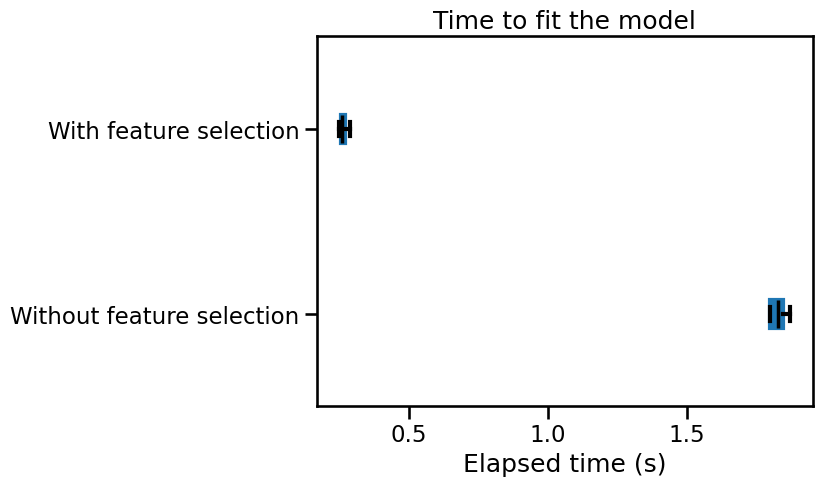 Time to fit the model
With feature selection
Without feature selection
0.5 1.0 1.5
Elapsed time (s)